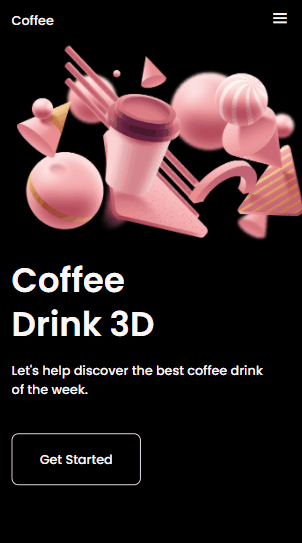 Coffee
Coffee
Drink 3D
Let's help discover the best coffee drink
of the week.
Get Started